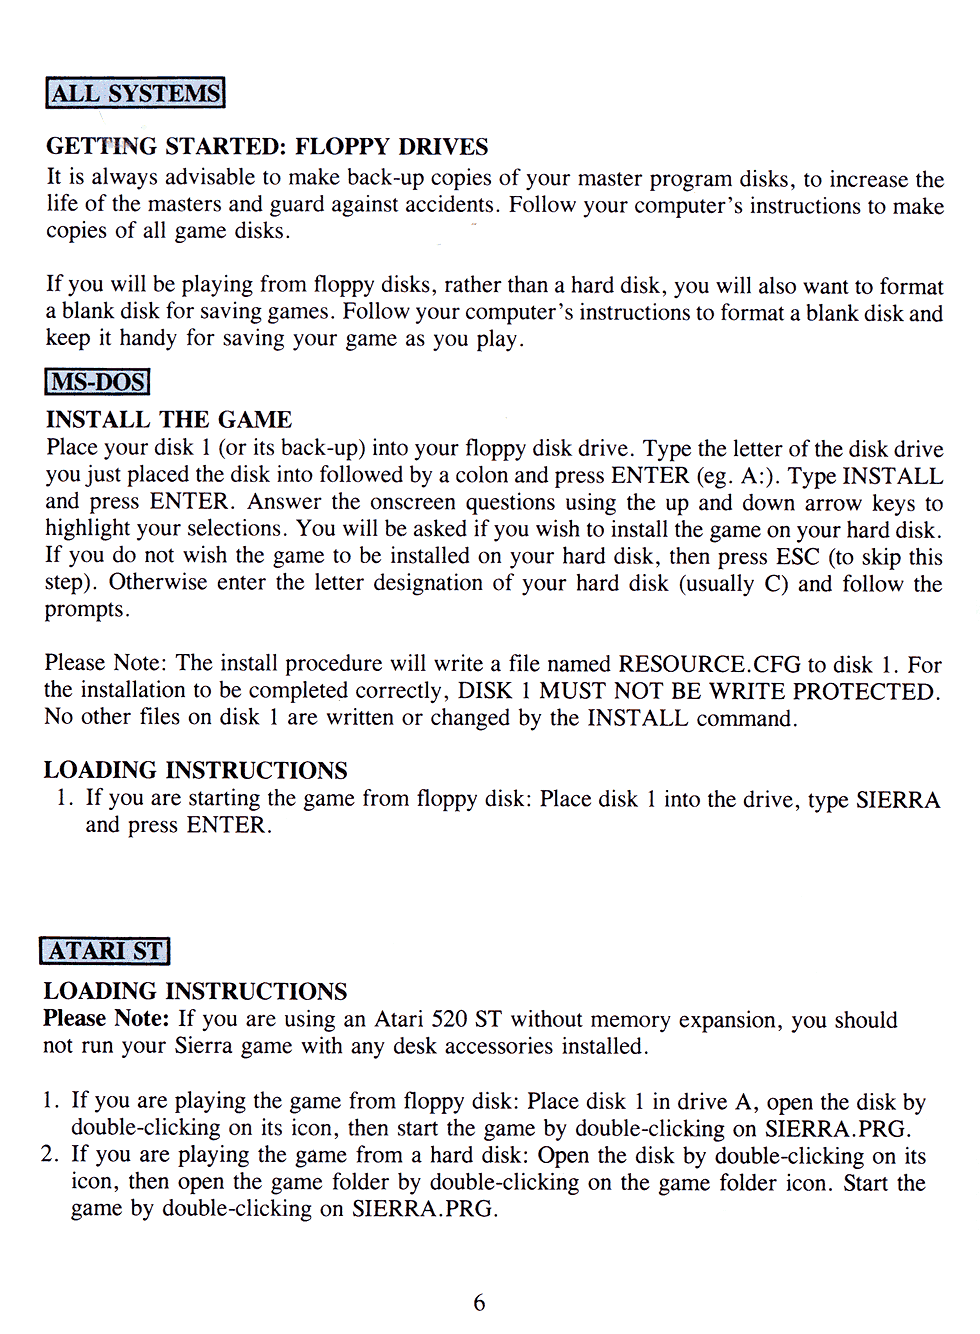 ALL SYSTEMS
GETTING STARTED: FLOPPY DRIVES
It is always advisable to make back-up copies of your master program disks, to increase the
life of the masters and guard against accidents. Follow your computer's instructions to make
copies of all game disks.
If you will be playing from floppy disks, rather than a hard disk, you will also want to format
a blank disk for saving games. Follow your computer's instructions to format a blank disk and
keep it handy for saving your game as you play.
MS-DOS
INSTALL THE GAME
Place your disk 1 (or its back-up) into your floppy disk drive. Type the letter of the disk drive
you just placed the disk into followed by a colon and press ENTER (eg. A:). Type INSTALL
and press ENTER. Answer the onscreen questions using the up and down arrow keys to
highlight your selections. You will be asked if you wish to install the game on your hard disk.
If you do not wish the game to be installed on your hard disk, then press ESC (to skip this
step). Otherwise enter the letter designation of your hard disk (usually C) and follow the
prompts.
Please Note: The install procedure will write a file named RESOURCE.CFG to disk 1. For
the installation to be completed correctly, DISK 1 MUST NOT BE WRITE PROTECTED.
No other files on disk 1 are written or changed by the INSTALL command.
LOADING INSTRUCTIONS
1. If you are starting the game from floppy disk: Place disk 1 into the drive, type SIERRA
and press ENTER.
ATARI ST
LOADING INSTRUCTIONS
Please Note: If you are using an Atari 520 ST without memory expansion, you should
not run your Sierra game with any desk accessories installed.
1. If you are playing the game from floppy disk: Place disk 1 in drive A, open the disk by
double-clicking on its icon, then start the game by double-clicking on SIERRA.PRG.
2. If you are playing the game from a hard disk: Open the disk by double-clicking on its
icon, then open the game folder by double-clicking on the game folder icon. Start the
game by double-clicking on SIERRA.PRG.
6